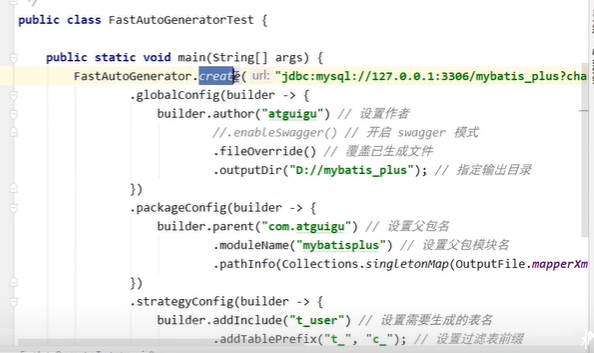 */
public class FastAutoGeneratorTest {
public static void main(String[] args) {
FastAutoGenerator.create( url: "jdbc:mysql://127.0.0.1:3306/mybatis_plus?cha
.globalConfig(builder -> {
builder.author("atguigu") // 设置作者
//.enableSwagger() // 开启 swagger 模式
.fileOverride() // 覆盖已生成文件
.outputDir("D://mybatis_plus"); // 指定输出目录
})
.packageConfig(builder -> {
builder.parent("com.atguigu") // 设置父包名
.moduleName("mybatisplus") // 设置父包模块名
.pathInfo(Collections.singletonMap(OutputFile.mapperXm
})
.strategyConfig(builder -> {
builder.addInclude("t_user") // 设置需要生成的表名
.addTablePrefix("t_", "c_"); // 设置过滤表前缀